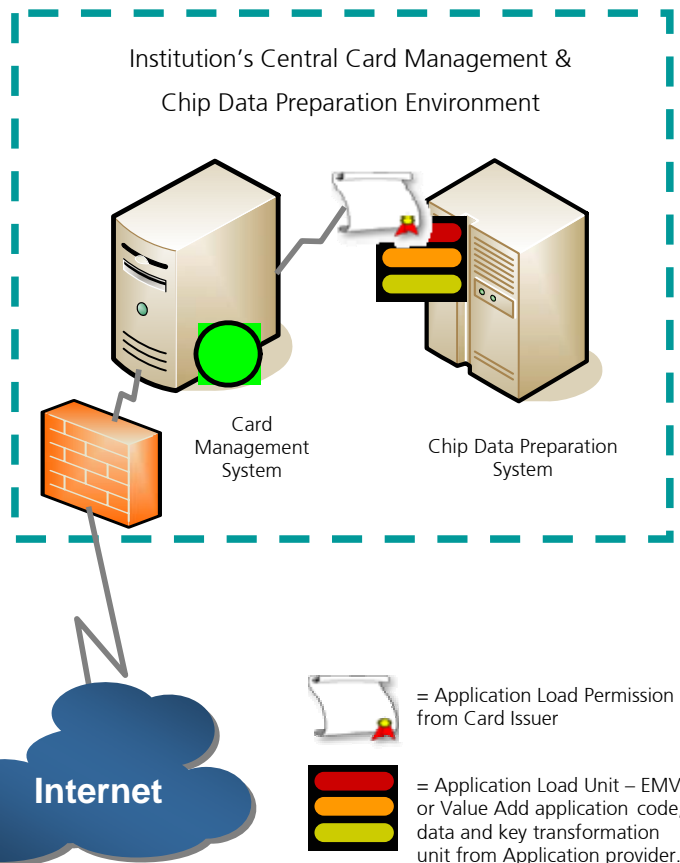 Institution's Central Card Management &
Chip Data Preparation Environment
Card
Management
System
Chip Data Preparation
System
Internet
= Application Load Permission
from Card Issuer
= Application Load Unit – EMV
or Value Add application code,
data and key transformation
unit from Application provider.